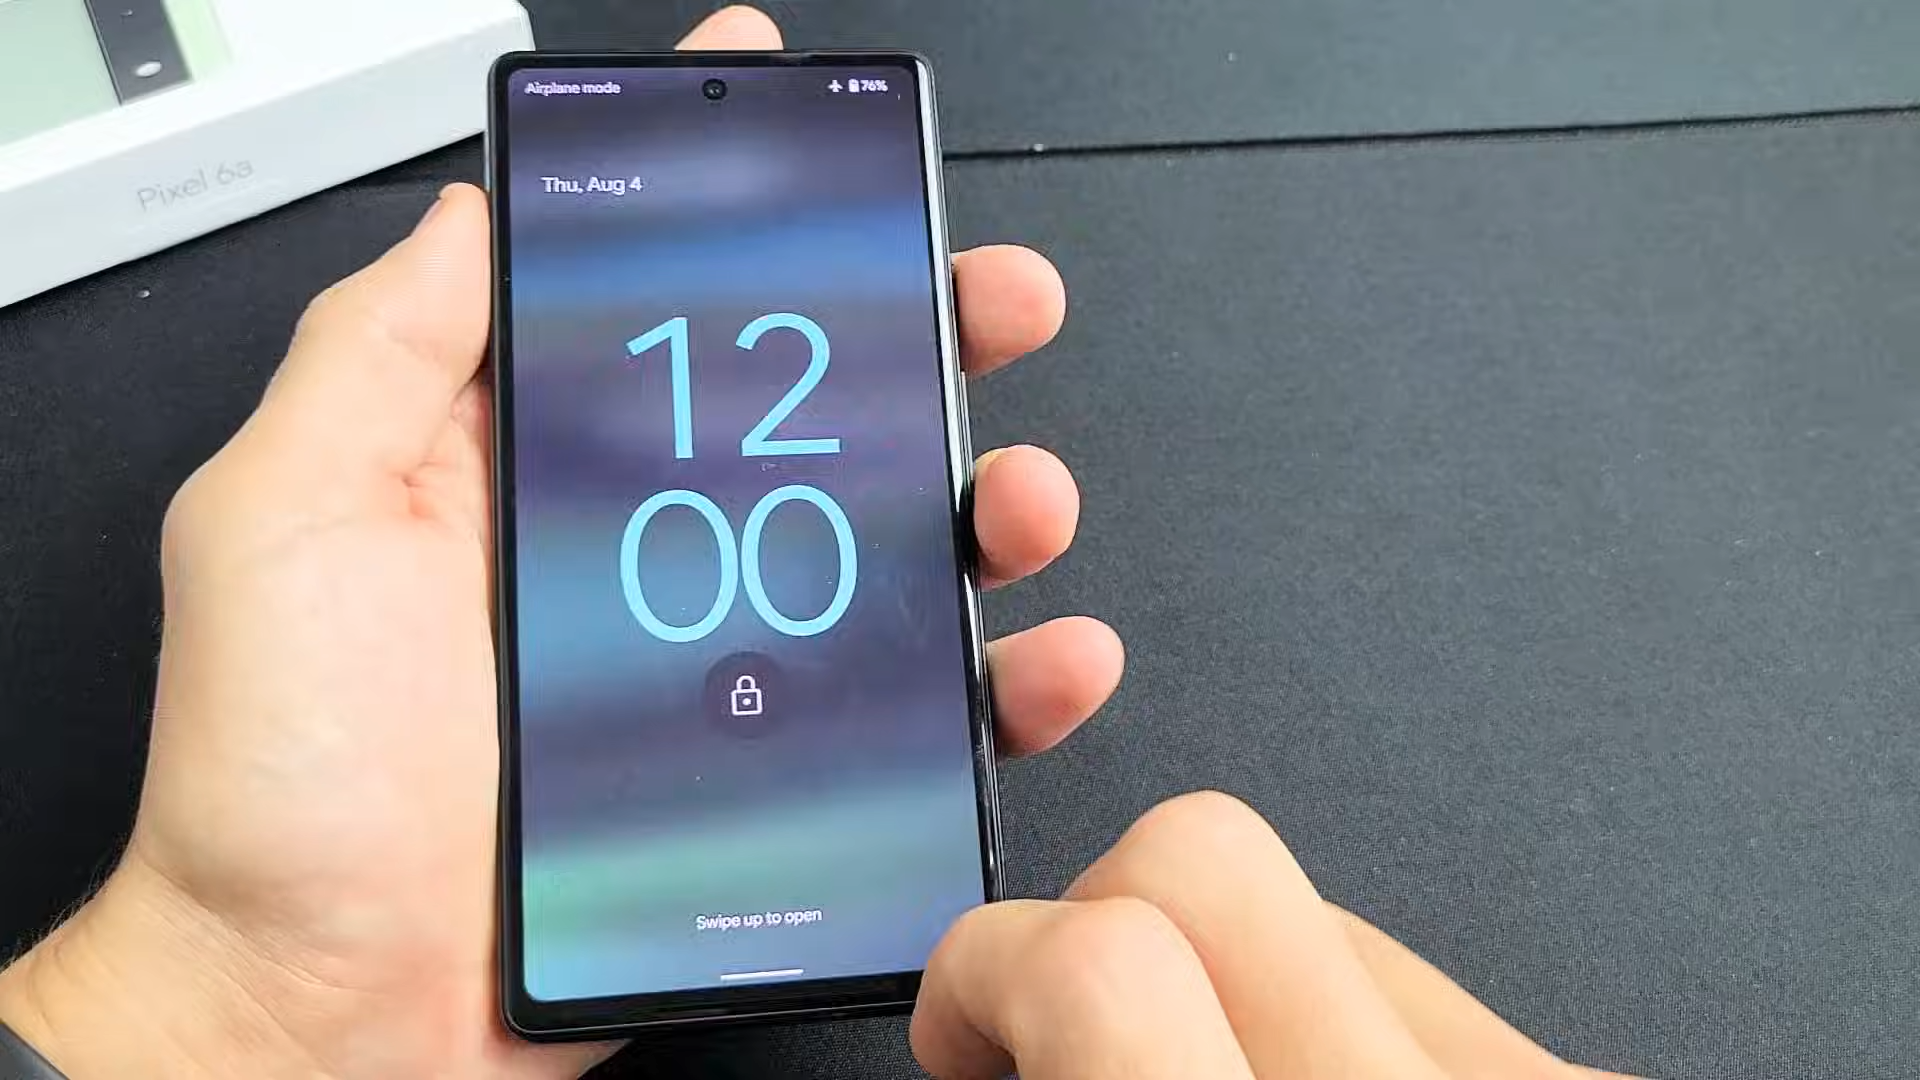 Airplane mode
76%
Pixel 6a
Thu, Aug 4
12
00
Swipe up to open